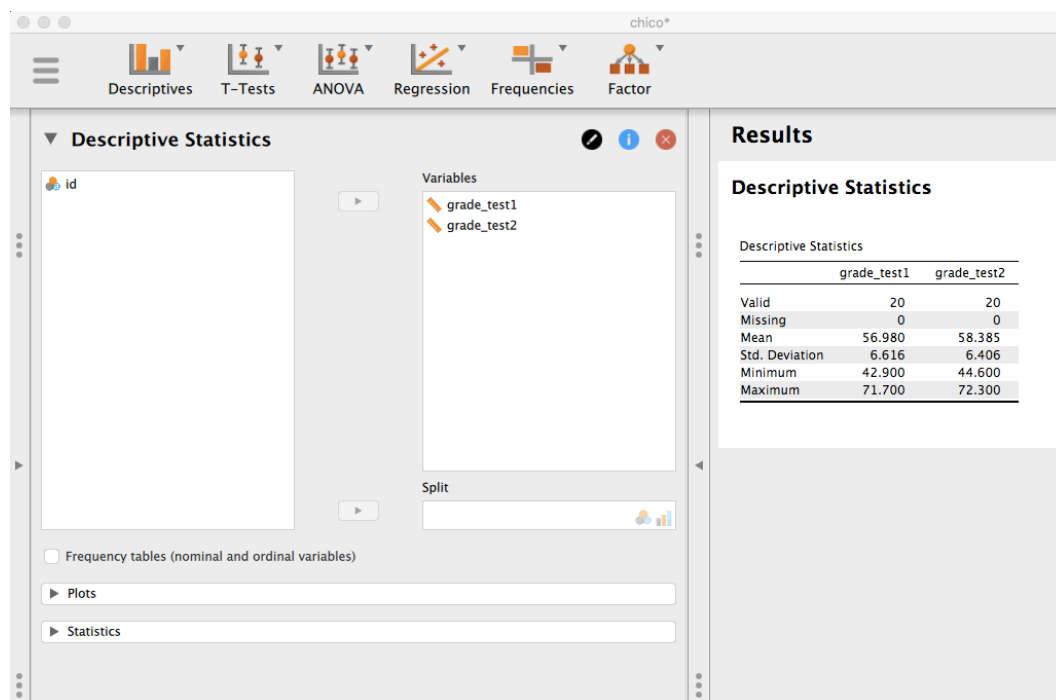 chico*
Descriptives T-Tests ANOVA Regression Frequencies Factor
Descriptive Statistics
id
Variables
grade_test1
grade_test2
Split
Frequency tables (nominal and ordinal variables)
Plots
Statistics
Results
Descriptive Statistics
Descriptive Statistics
grade_test1 grade_test2
Valid 20 20
Missing 0 0
Mean 56.980 58.385
Std. Deviation 6.616 6.406
Minimum 42.900 44.600
Maximum 71.700 72.300